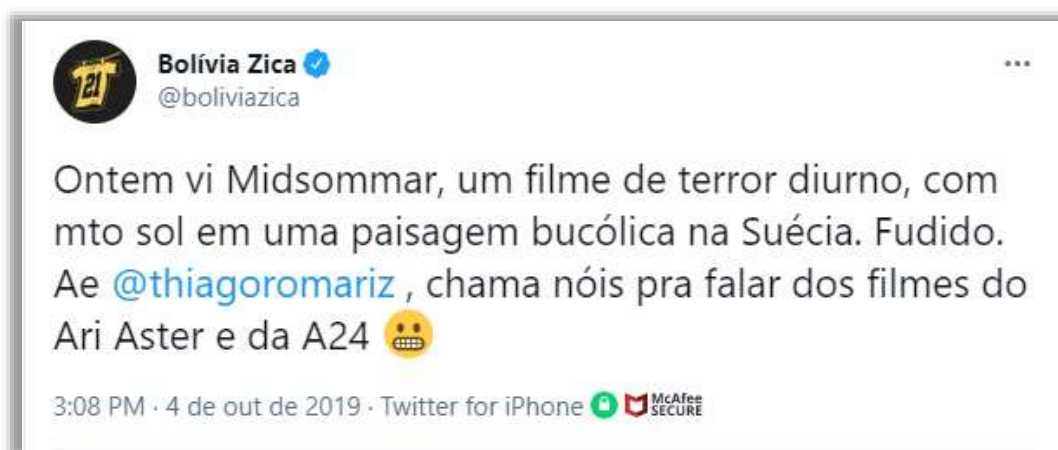 21
Bolívia Zica
@boliviazica
Ontem vi Midsommar, um filme de terror diurno, com
mto sol em uma paisagem bucólica na Suécia. Fudido.
Ae @thiagoromariz , chama nóis pra falar dos filmes do
Ari Aster e da A24 😬
3:08 PM · 4 de out de 2019 · Twitter for iPhone McAfee SECURE